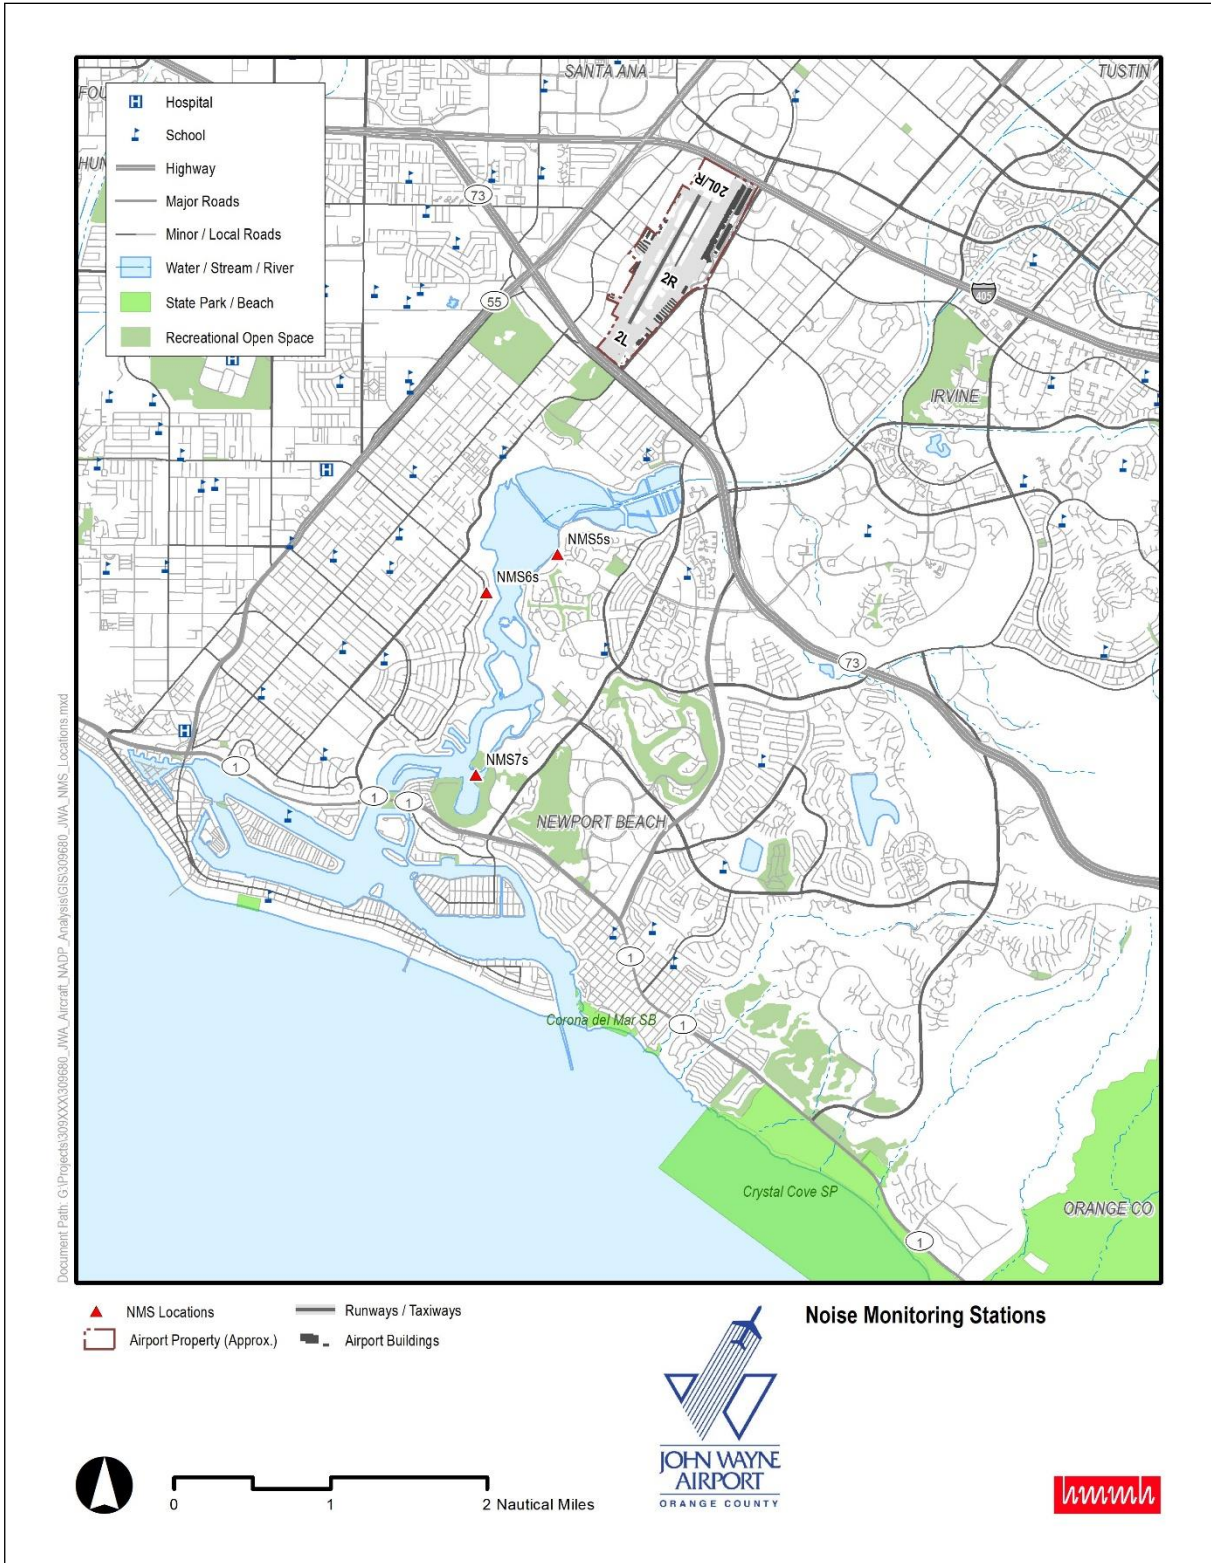 SANTA ANA
TUSTIN
FOU
HUN
Hospital
School
Highway
Major Roads
Minor / Local Roads
Water / Stream / River
State Park / Beach
Recreational Open Space
H
73
20L/R
2R
2L
55
405
H
IRVINE
H
NMS5s
NMS6s
73
H
1
NMS7s
1
1
NEWPORT BEACH
1
Corona del Mar SB
1
Crystal Cove SP
ORANGE CO
1
Document Path: G:\Projects\309XXX\309680_JWA_Aircraft_NADP_Analysis\GIS\309680_JWA_NMS_Locations.mxd
NMS Locations
Runways / Taxiways
Airport Property (Approx.)
Airport Buildings
Noise Monitoring Stations
JOHN WAYNE
AIRPORT
ORANGE COUNTY
0 1 2 Nautical Miles
hmmh